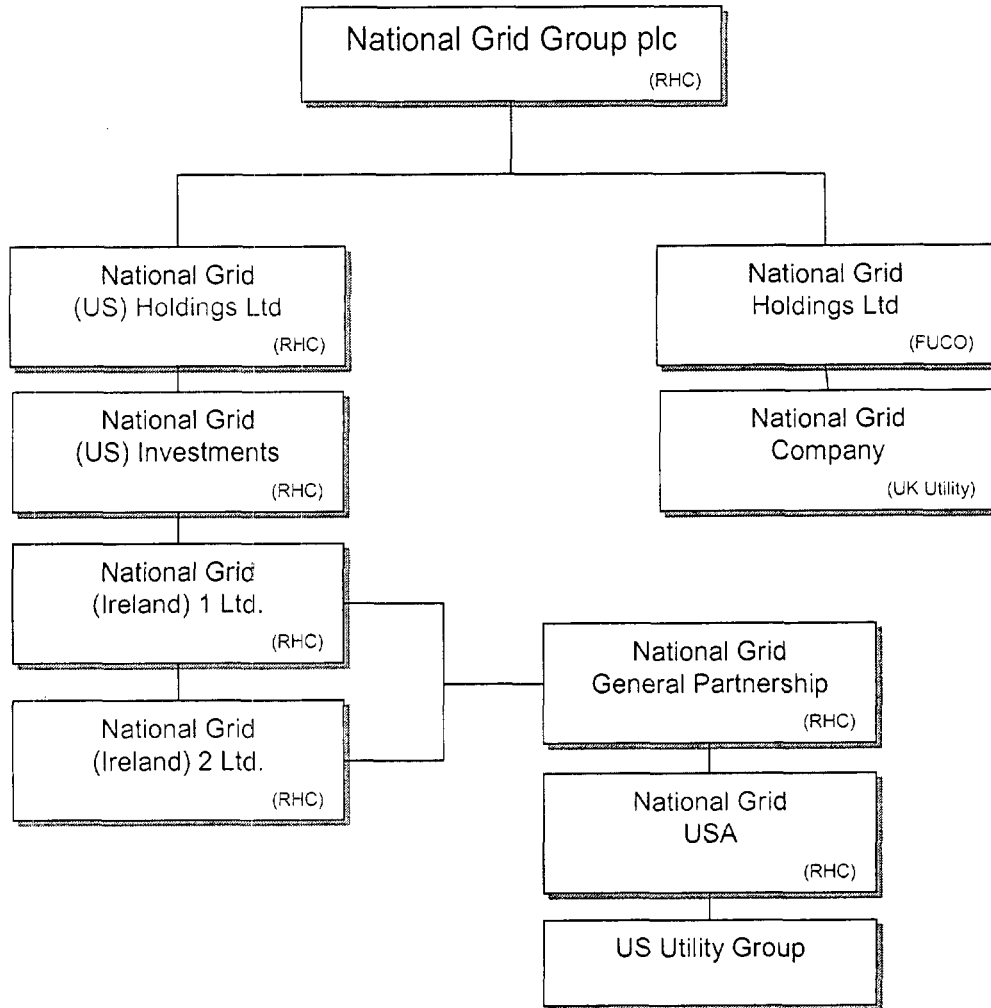 National Grid Group plc
(RHC)
National Grid
(US) Holdings Ltd
(RHC)
National Grid
Holdings Ltd
(FUCO)
National Grid
(US) Investments
(RHC)
National Grid
Company
(UK Utility)
National Grid
(Ireland) 1 Ltd.
(RHC)
National Grid
General Partnership
(RHC)
National Grid
(Ireland) 2 Ltd.
(RHC)
National Grid
USA
(RHC)
US Utility Group